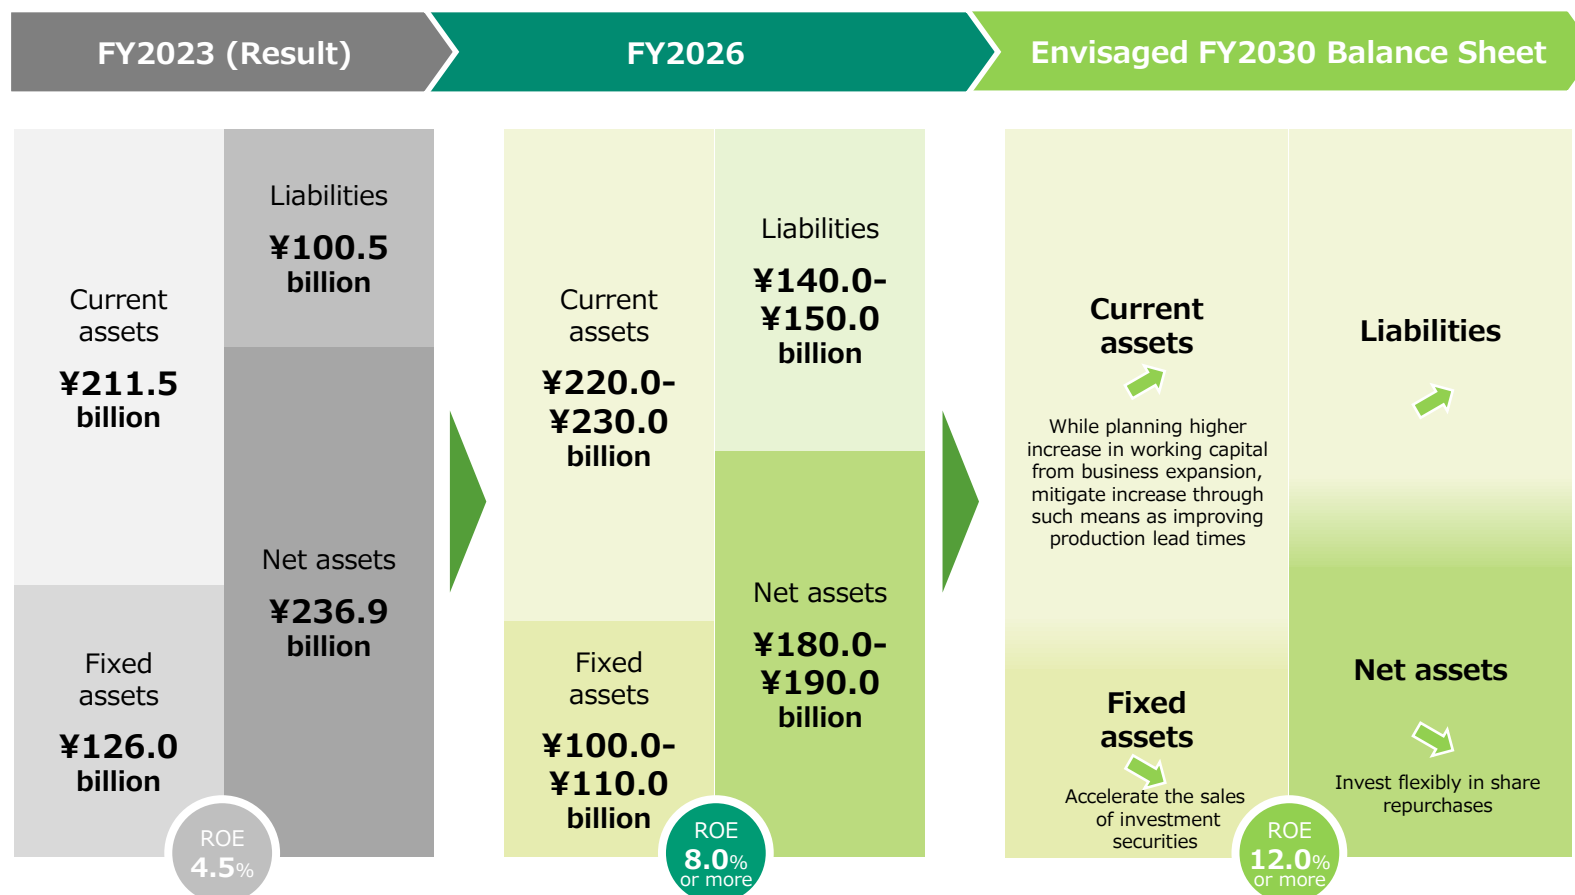 FY2023 (Result)
FY2026
Envisaged FY2030 Balance Sheet
Current
assets
¥211.5
billion
Fixed
assets
¥126.0
billion
Liabilities
¥100.5
billion
Net assets
¥236.9
billion
ROE
4.5%
Current
assets
¥220.0-
¥230.0
billion
Fixed
assets
¥100.0-
¥110.0
billion
Liabilities
¥140.0-
¥150.0
billion
Net assets
¥180.0-
¥190.0
billion
ROE
8.0%
or more
Current
assets
While planning higher
increase in working capital
from business expansion,
mitigate increase through
such means as improving
production lead times
Fixed
assets
Accelerate the sales
of investment
securities
Liabilities
Net assets
Invest flexibly in share
repurchases
ROE
12.0%
or more